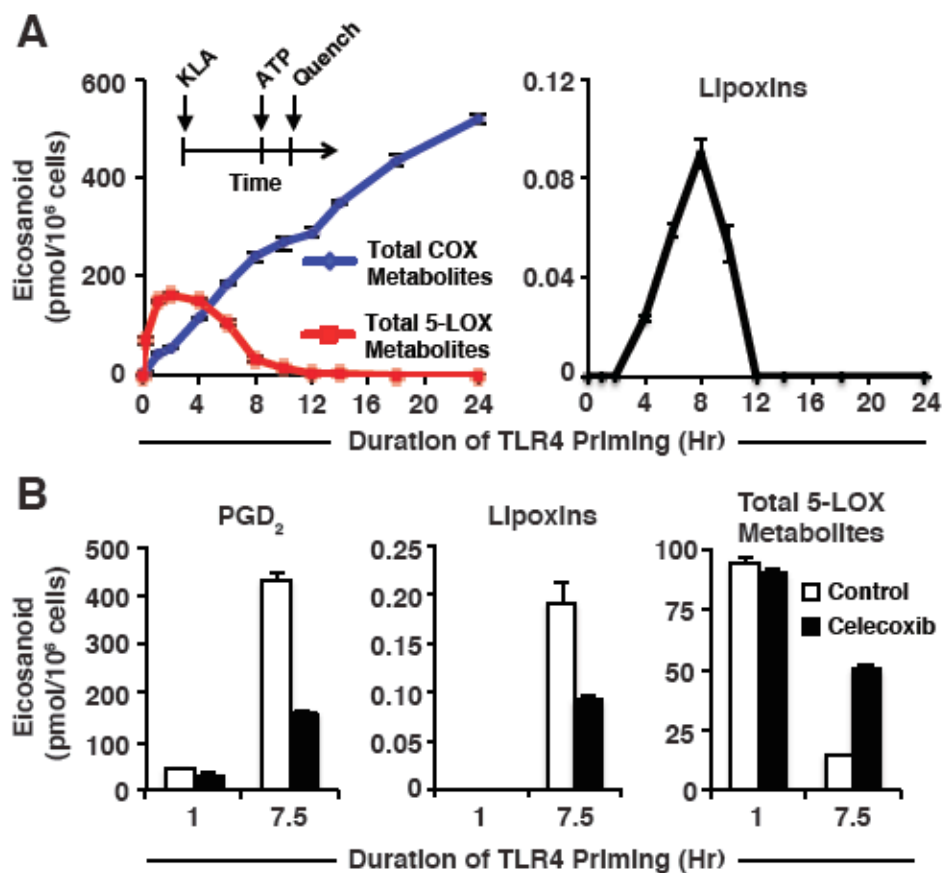 A
KLA
ATP
Quench
Time
600
400
200
0
Eicosanoid
(pmol/10⁶ cells)
Total COX
Metabolites
Total 5-LOX
Metabolites
0 4 8 12 16 20 24
Lipoxins
0.12
0.08
0.04
0
0 4 8 12 16 20 24
Duration of TLR4 Priming (Hr)
B
PGD₂
Eicosanoid
(pmol/10⁶ cells)
500
400
300
200
100
0
1 7.5
Lipoxins
0.25
0.20
0.15
0.10
0.05
0
1 7.5
Total 5-LOX
Metabolites
100
75
50
25
0
Control
Celecoxib
1 7.5
Duration of TLR4 Priming (Hr)